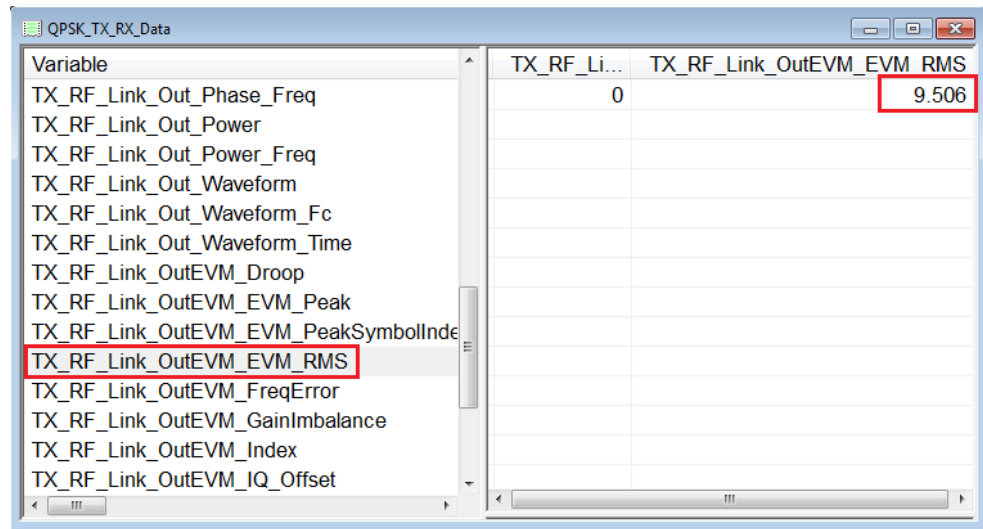 QPSK_TX_RX_Data
Variable
TX_RF_Link_Out_Phase_Freq
TX_RF_Link_Out_Power
TX_RF_Link_Out_Power_Freq
TX_RF_Link_Out_Waveform
TX_RF_Link_Out_Waveform_Fc
TX_RF_Link_Out_Waveform_Time
TX_RF_Link_OutEVM_Droop
TX_RF_Link_OutEVM_EVM_Peak
TX_RF_Link_OutEVM_EVM_PeakSymbolInde
TX_RF_Link_OutEVM_EVM_RMS
TX_RF_Link_OutEVM_FreqError
TX_RF_Link_OutEVM_GainImbalance
TX_RF_Link_OutEVM_Index
TX_RF_Link_OutEVM_IQ_Offset
TX_RF_Li... TX_RF_Link_OutEVM_EVM_RMS
0 9.506